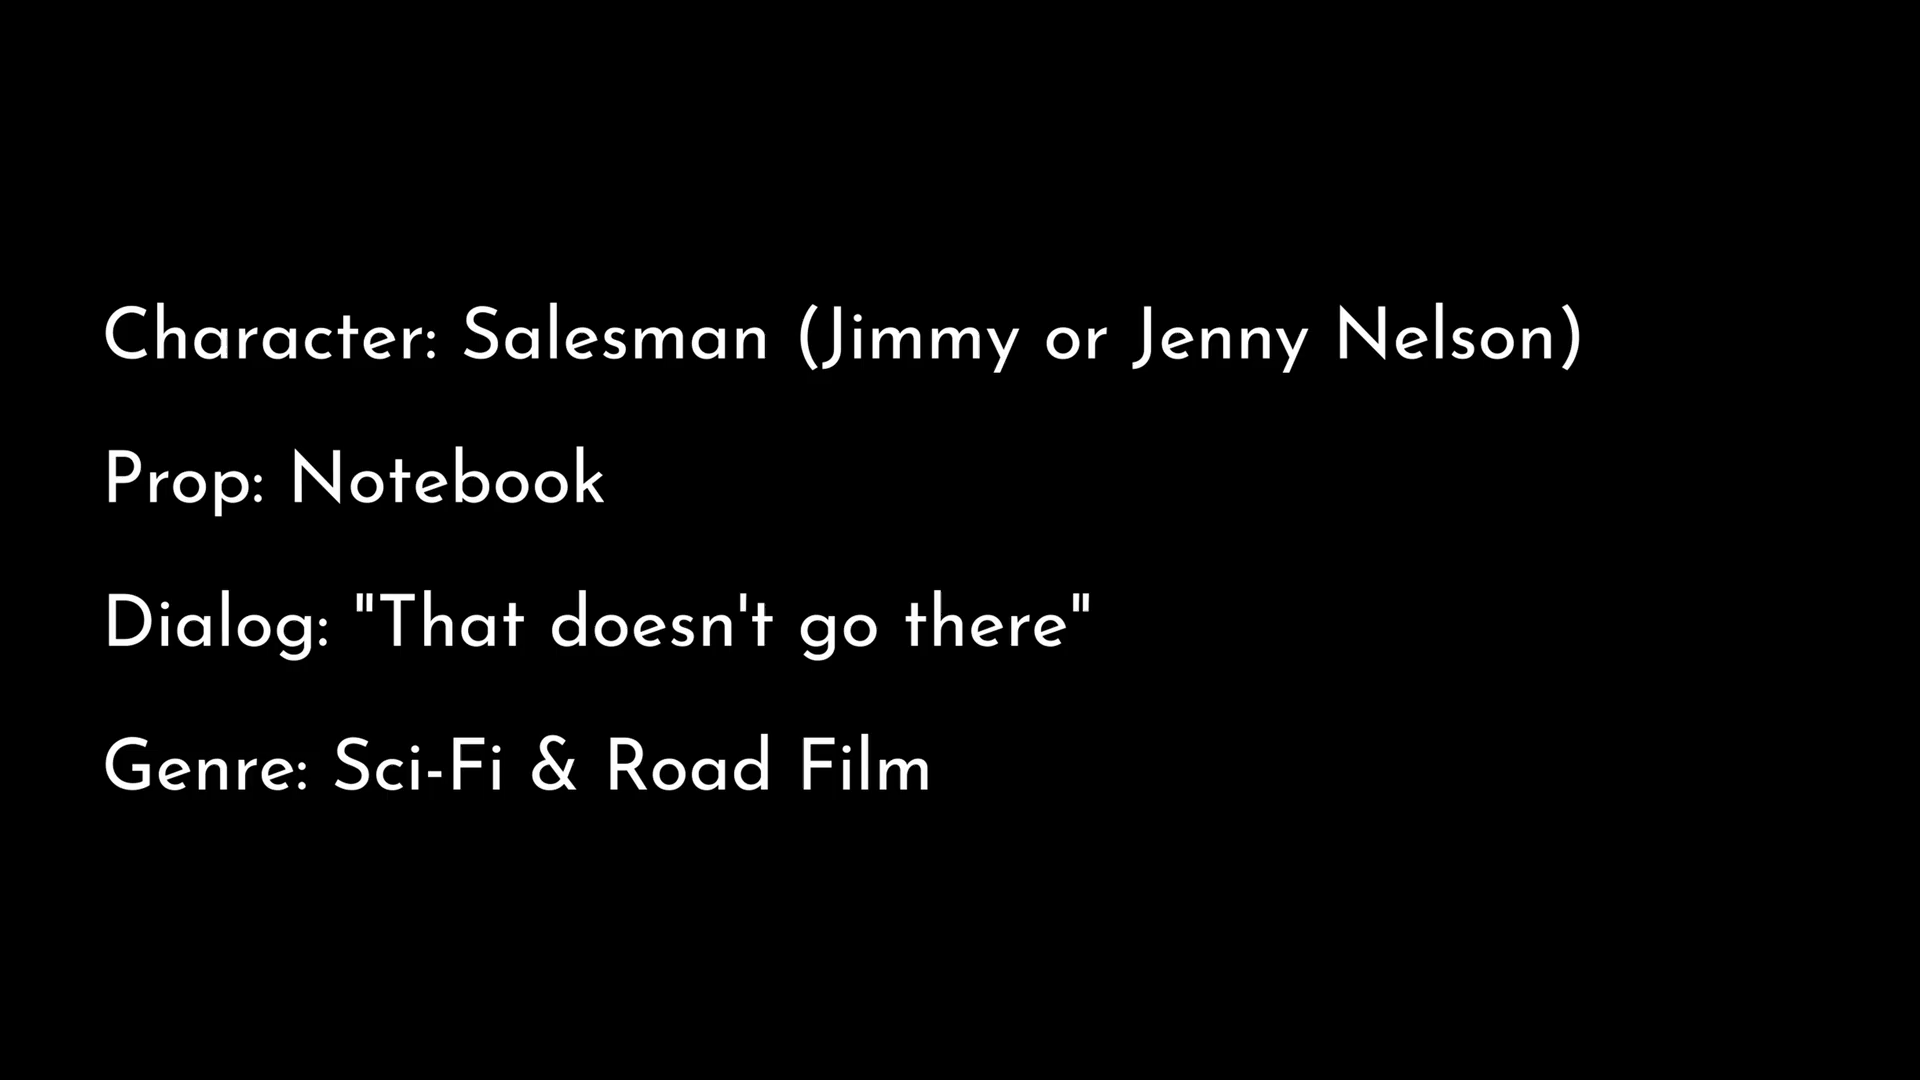 Character: Salesman (Jimmy or Jenny Nelson)
Prop: Notebook
Dialog: "That doesn't go there"
Genre: Sci-Fi & Road Film